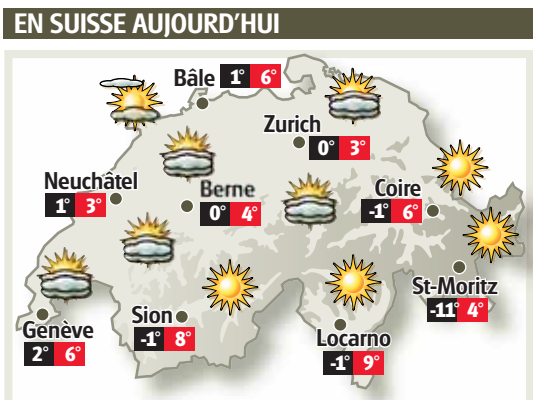 EN SUISSE AUJOURD'HUI
Bâle 1° 6°
Zurich
0° 3°
Neuchâtel
1° 3°
Berne
0° 4°
Coire
-1° 6°
St-Moritz
-11° 4°
Sion
-1° 8°
Genève
2° 6°
Locarno
-1° 9°